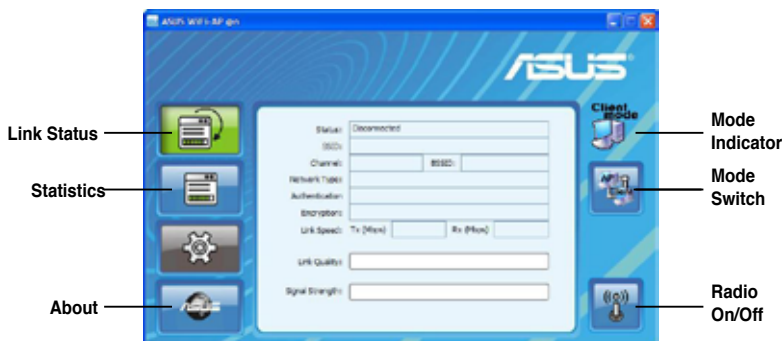 ASUS WiFi-AP @n
ASUS
Link Status
Statistics
About
Client mode
Mode Indicator
Mode Switch
Radio On/Off
Status: Disconnected
SSID:
Channel: BSSID:
Network Type:
Authentication:
Encryption:
Link Speed: Tx (Mbps) Rx (Mbps)
Link Quality:
Signal Strength: